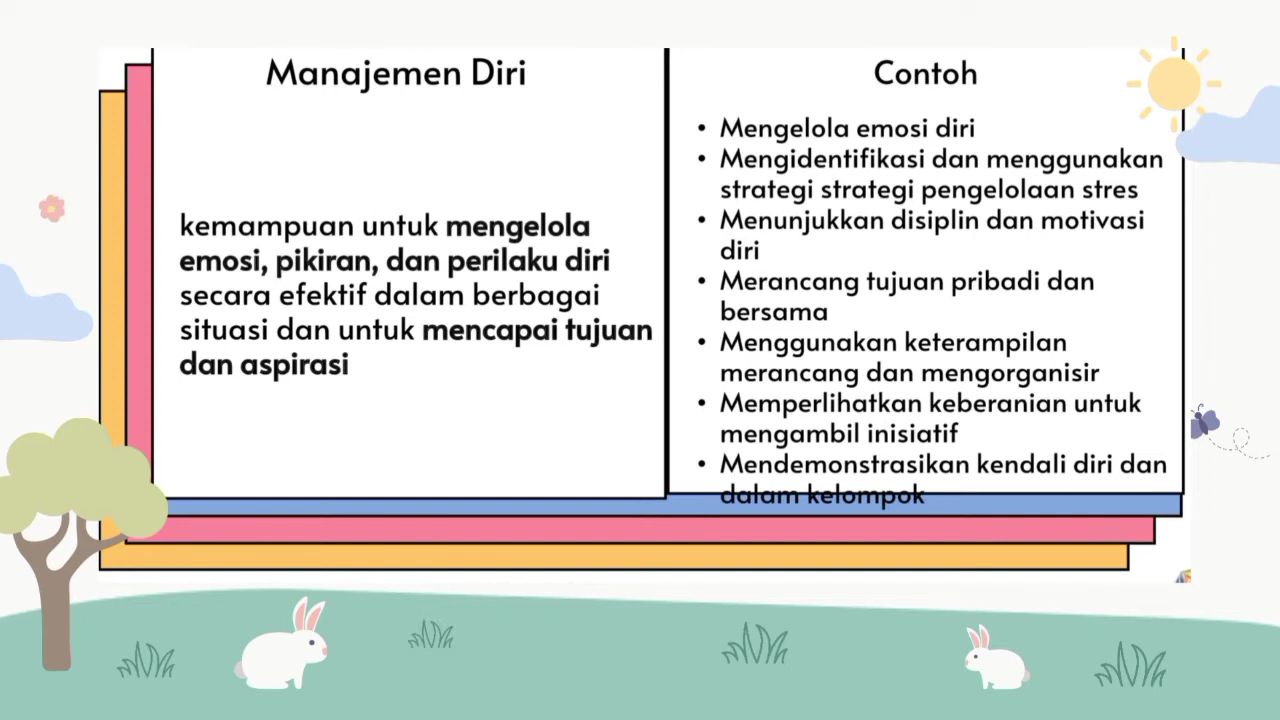 Manajemen Diri
kemampuan untuk mengelola
emosi, pikiran, dan perilaku diri
secara efektif dalam berbagai
situasi dan untuk mencapai tujuan
dan aspirasi
Contoh
• Mengelola emosi diri
• Mengidentifikasi dan menggunakan
strategi strategi pengelolaan stres
• Menunjukkan disiplin dan motivasi
diri
• Merancang tujuan pribadi dan
bersama
• Menggunakan keterampilan
merancang dan mengorganisir
• Memperlihatkan keberanian untuk
mengambil inisiatif
• Mendemonstrasikan kendali diri dan
dalam kelompok